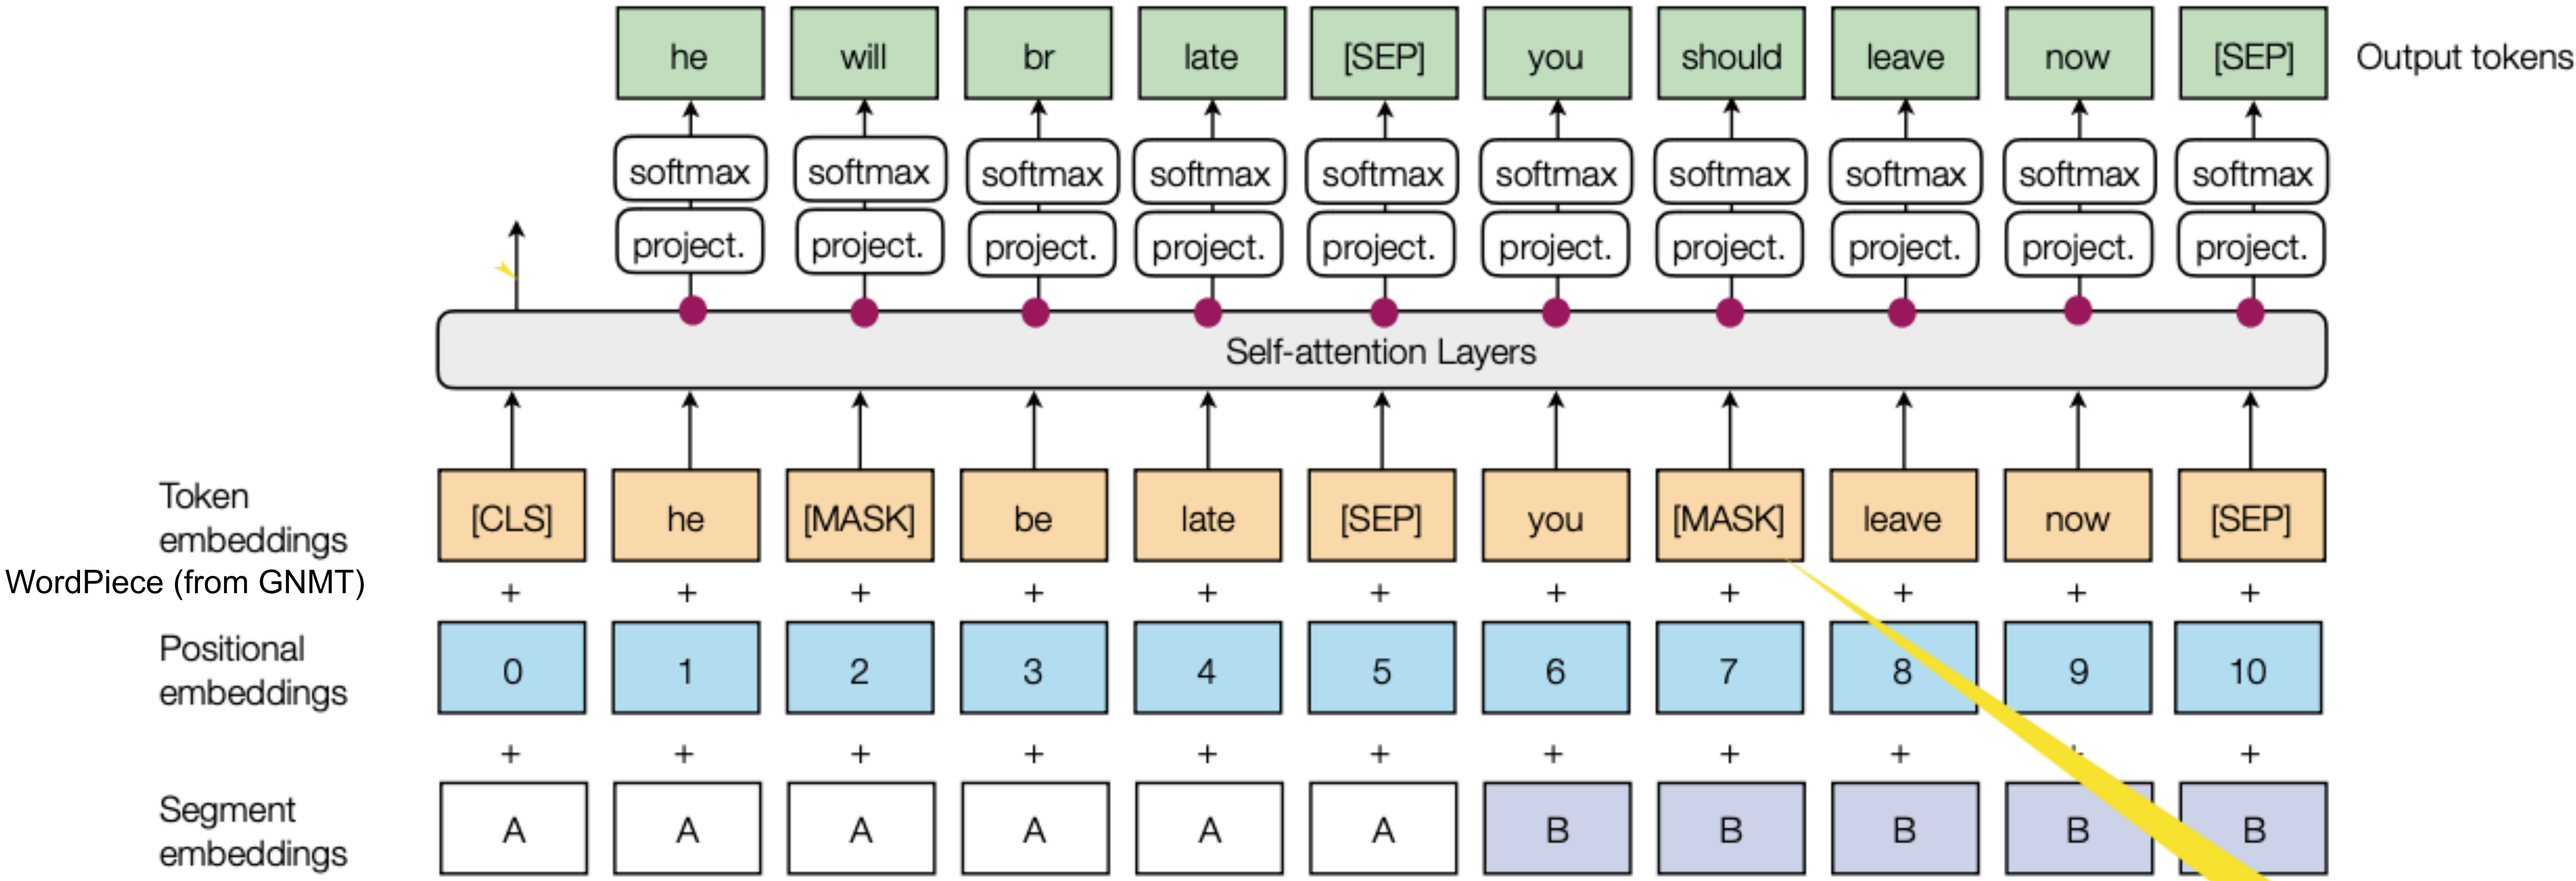 he will br late [SEP] you should leave now [SEP] Output tokens
softmax softmax softmax softmax softmax softmax softmax softmax softmax softmax
project. project. project. project. project. project. project. project. project. project.
Self-attention Layers
Token
embeddings
[CLS] he [MASK] be late [SEP] you [MASK] leave now [SEP]
WordPiece (from GNMT)
+ + + + + + + + + + +
Positional
embeddings
0 1 2 3 4 5 6 7 8 9 10
+ + + + + + + + + + +
Segment
embeddings
A A A A A A B B B B B